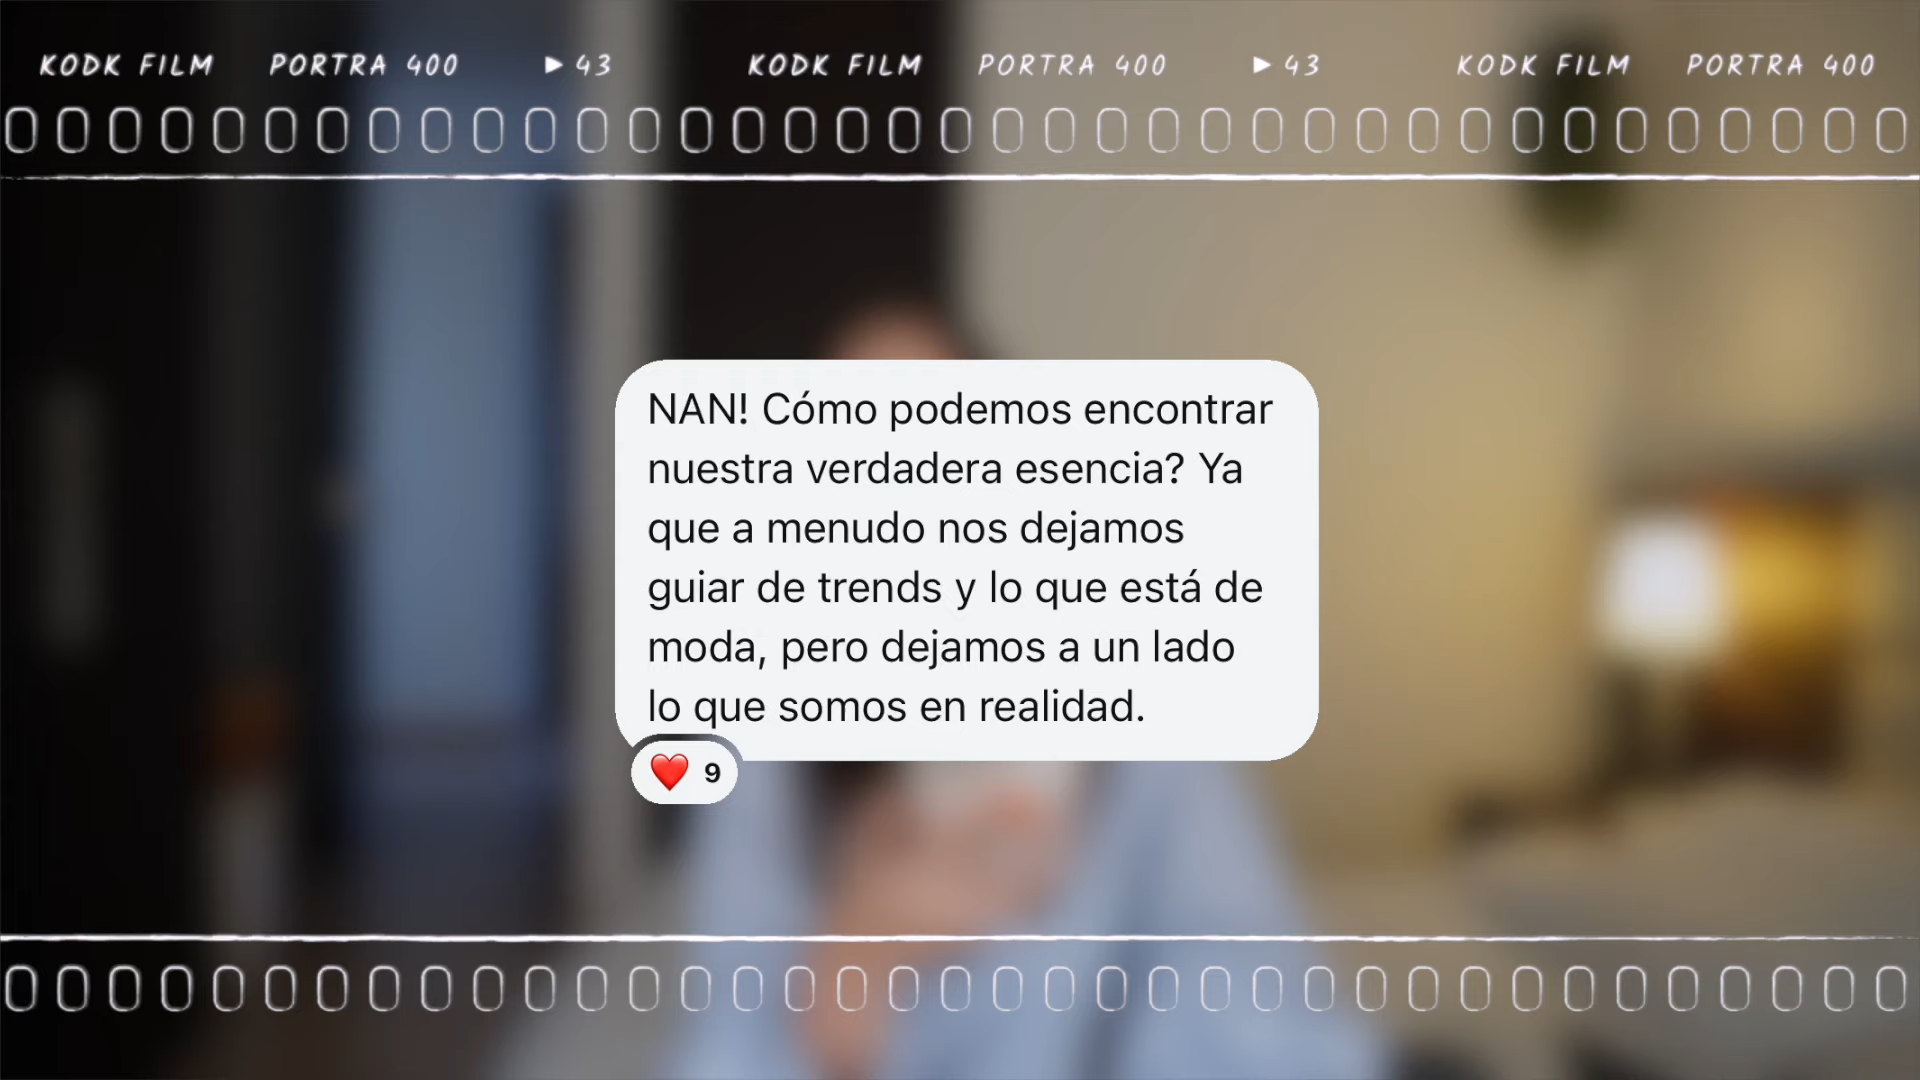 KODK FILM PORTRA 400 ▶ 43 KODK FILM PORTRA 400 ▶ 43 KODK FILM PORTRA 400
NAN! Cómo podemos encontrar
nuestra verdadera esencia? Ya
que a menudo nos dejamos
guiar de trends y lo que está de
moda, pero dejamos a un lado
lo que somos en realidad.
❤️ 9